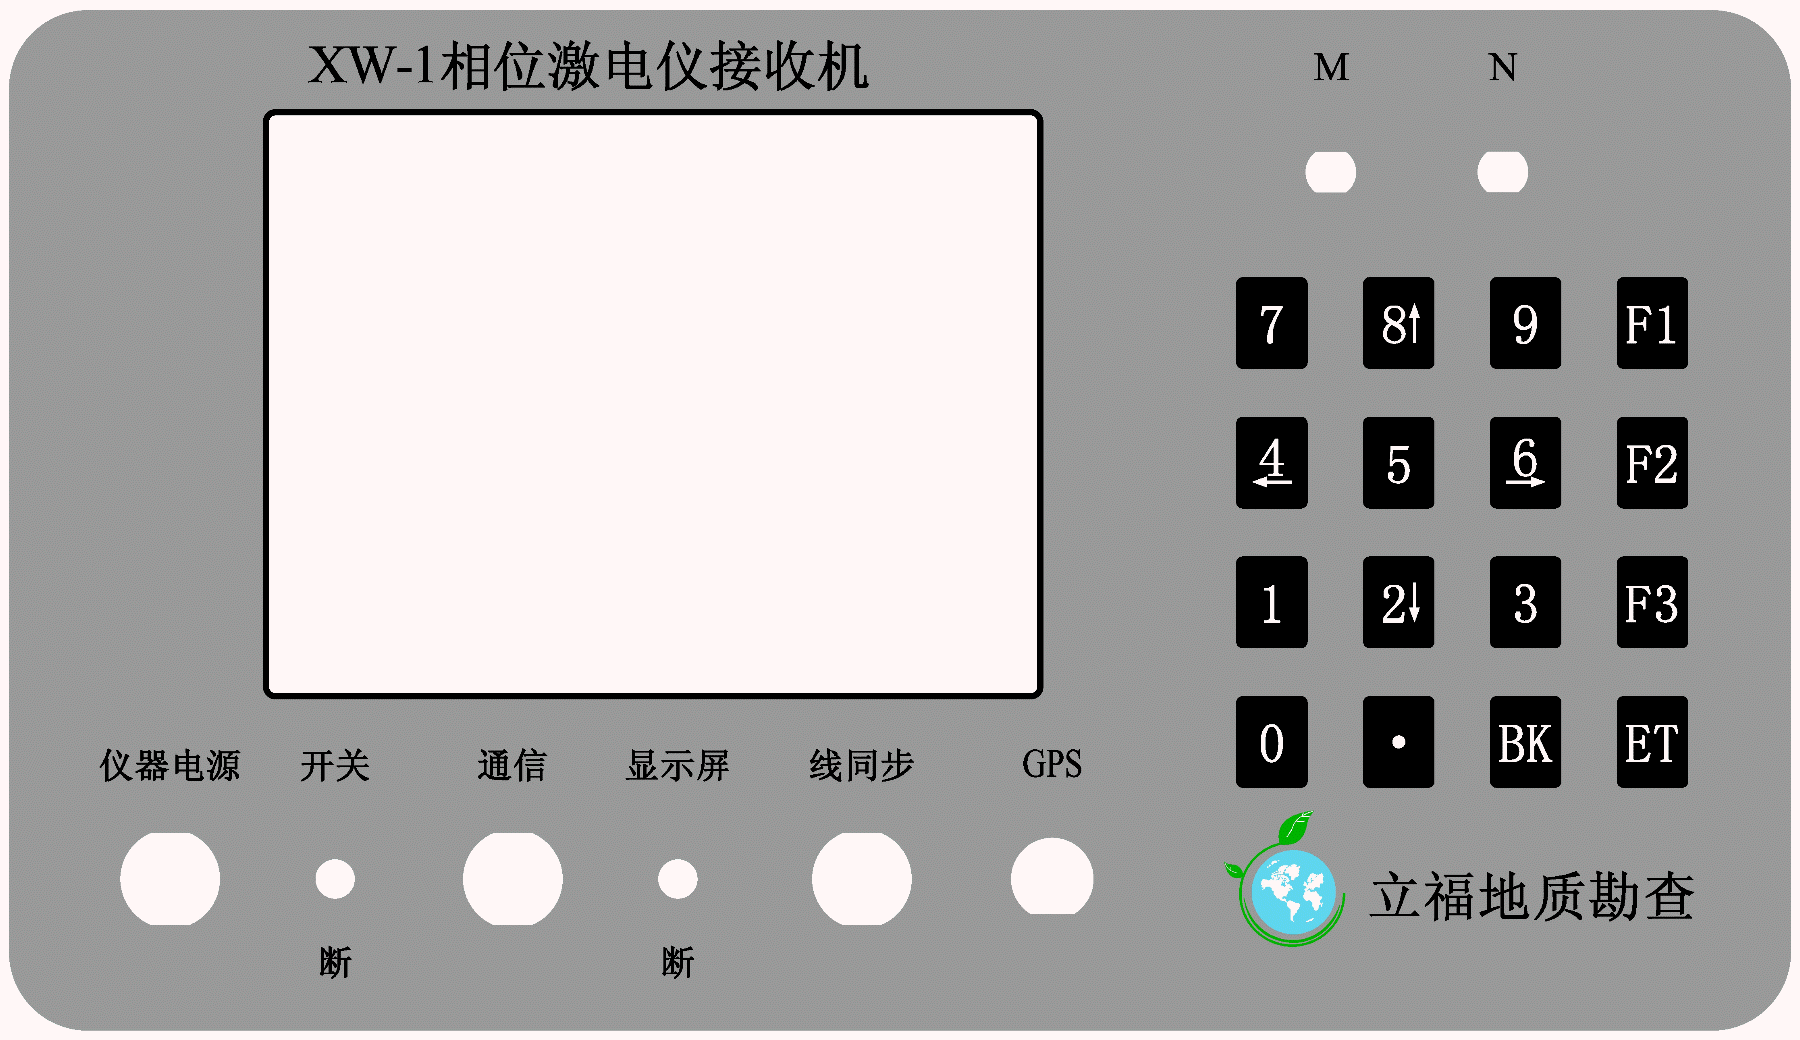 XW-1相位激电仪接收机
M N
7 8↑ 9 F1
4← 5 6→ F2
1 2↓ 3 F3
0 • BK ET
仪器电源 开关 通信 显示屏 线同步 GPS
断 断
立福地质勘查